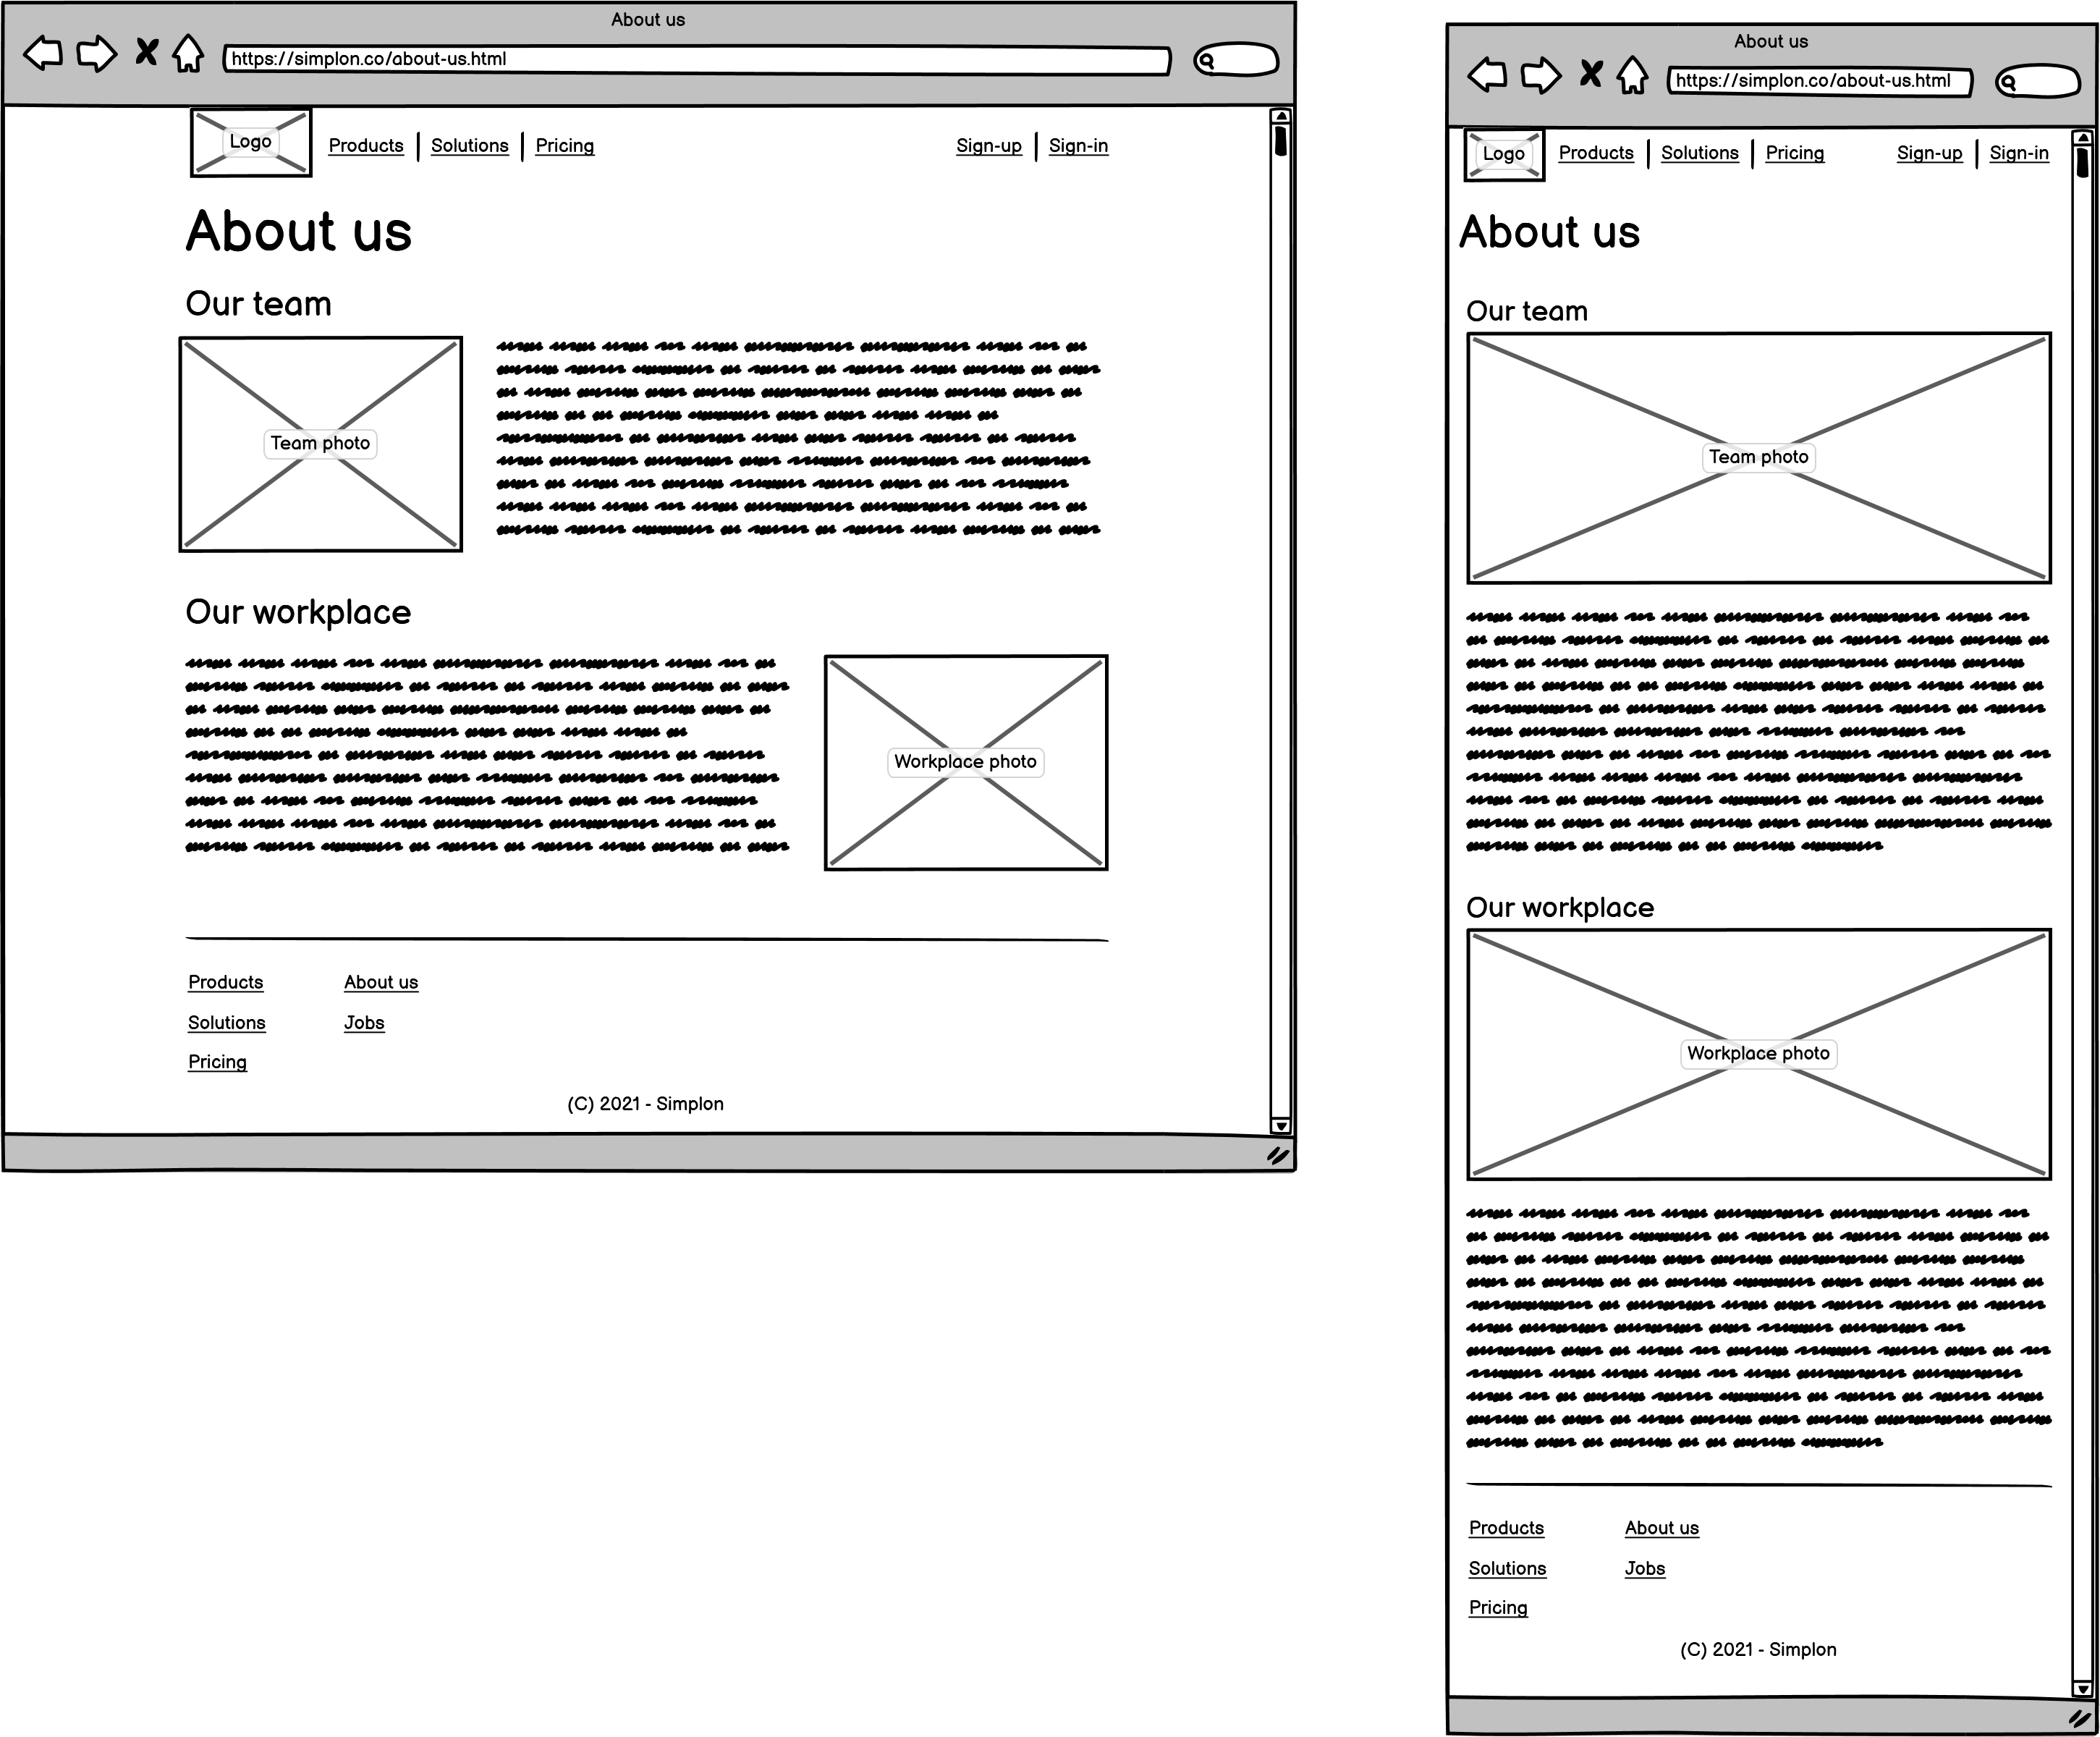 About us
https://simplon.co/about-us.html
Logo
Products Solutions Pricing Sign-up Sign-in
About us
Our team
Team photo
Our workplace
Workplace photo
Products About us
Solutions Jobs
Pricing
(C) 2021 - Simplon
About us
https://simplon.co/about-us.html
Logo
Products Solutions Pricing Sign-up Sign-in
About us
Our team
Team photo
Our workplace
Workplace photo
Products About us
Solutions Jobs
Pricing
(C) 2021 - Simplon